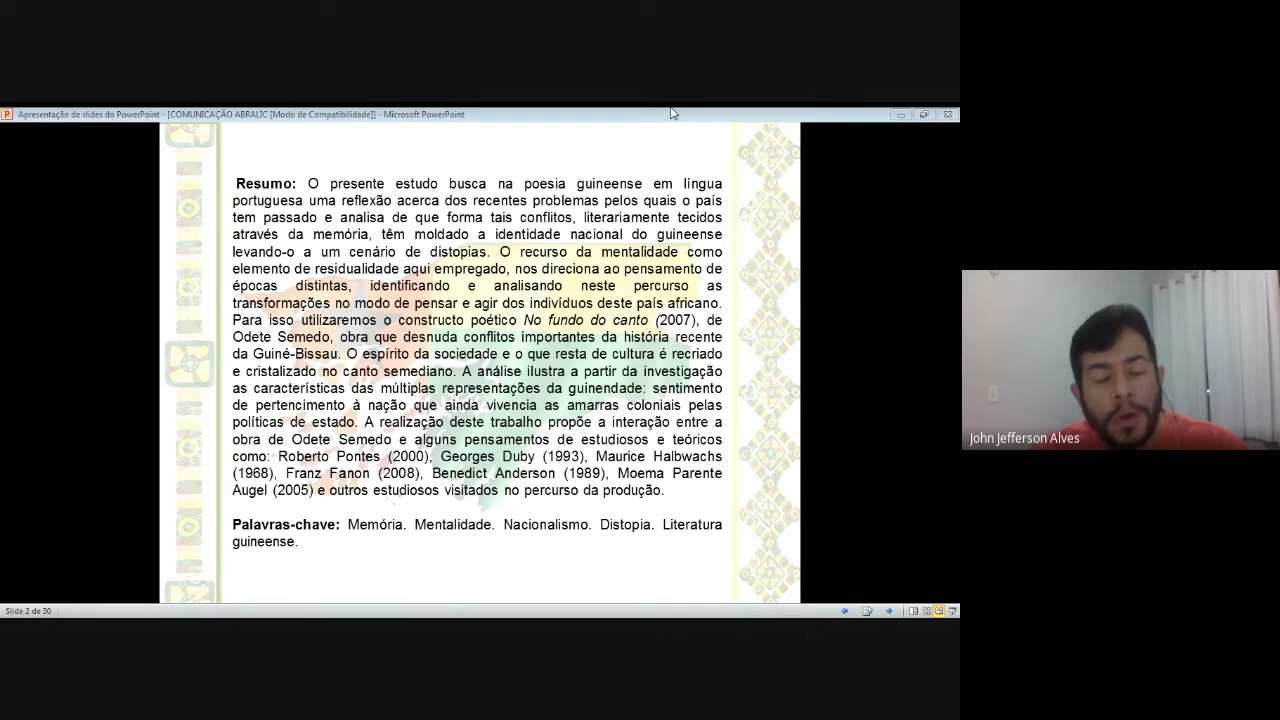 Apresentação de slides do PowerPoint - [COMUNICAÇÃO ABRALIC [Modo de Compatibilidade]] - Microsoft PowerPoint
Resumo: O presente estudo busca na poesia guineense em língua
portuguesa uma reflexão acerca dos recentes problemas pelos quais o país
tem passado e analisa de que forma tais conflitos, literariamente tecidos
através da memória, têm moldado a identidade nacional do guineense
levando-o a um cenário de distopias. O recurso da mentalidade como
elemento de residualidade aqui empregado, nos direciona ao pensamento de
épocas distintas, identificando e analisando neste percurso as
transformações no modo de pensar e agir dos indivíduos deste país africano.
Para isso utilizaremos o constructo poético No fundo do canto (2007), de
Odete Semedo, obra que desnuda conflitos importantes da história recente
da Guiné-Bissau. O espírito da sociedade e o que resta de cultura é recriado
e cristalizado no canto semediano. A análise ilustra a partir da investigação
as características das múltiplas representações da guinendade: sentimento
de pertencimento à nação que ainda vivencia as amarras coloniais pelas
políticas de estado. A realização deste trabalho propõe a interação entre a
obra de Odete Semedo e alguns pensamentos de estudiosos e teóricos
como: Roberto Pontes (2000), Georges Duby (1993), Maurice Halbwachs
(1968), Franz Fanon (2008), Benedict Anderson (1989), Moema Parente
Augel (2005) e outros estudiosos visitados no percurso da produção.
Palavras-chave: Memória. Mentalidade. Nacionalismo. Distopia. Literatura
guineense.
John Jefferson Alves
Slide 2 de 30